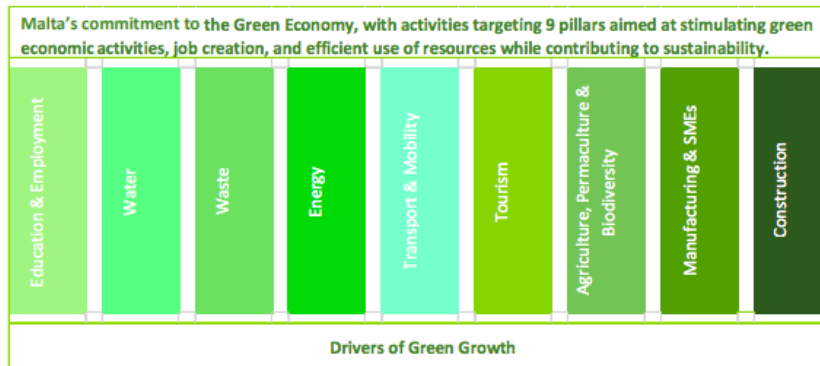 Malta's commitment to the Green Economy, with activities targeting 9 pillars aimed at stimulating green
economic activities, job creation, and efficient use of resources while contributing to sustainability.
Education & Employment
Water
Waste
Energy
Transport & Mobility
Tourism
Agriculture, Permaculture &
Biodiversity
Manufacturing & SMEs
Construction
Drivers of Green Growth